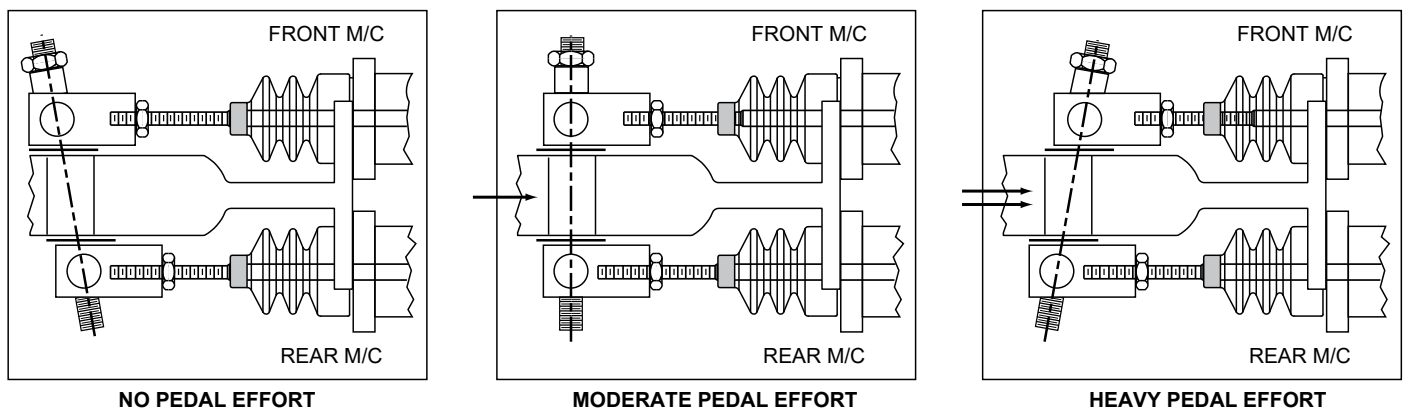 FRONT M/C
REAR M/C
NO PEDAL EFFORT
FRONT M/C
REAR M/C
MODERATE PEDAL EFFORT
FRONT M/C
REAR M/C
HEAVY PEDAL EFFORT